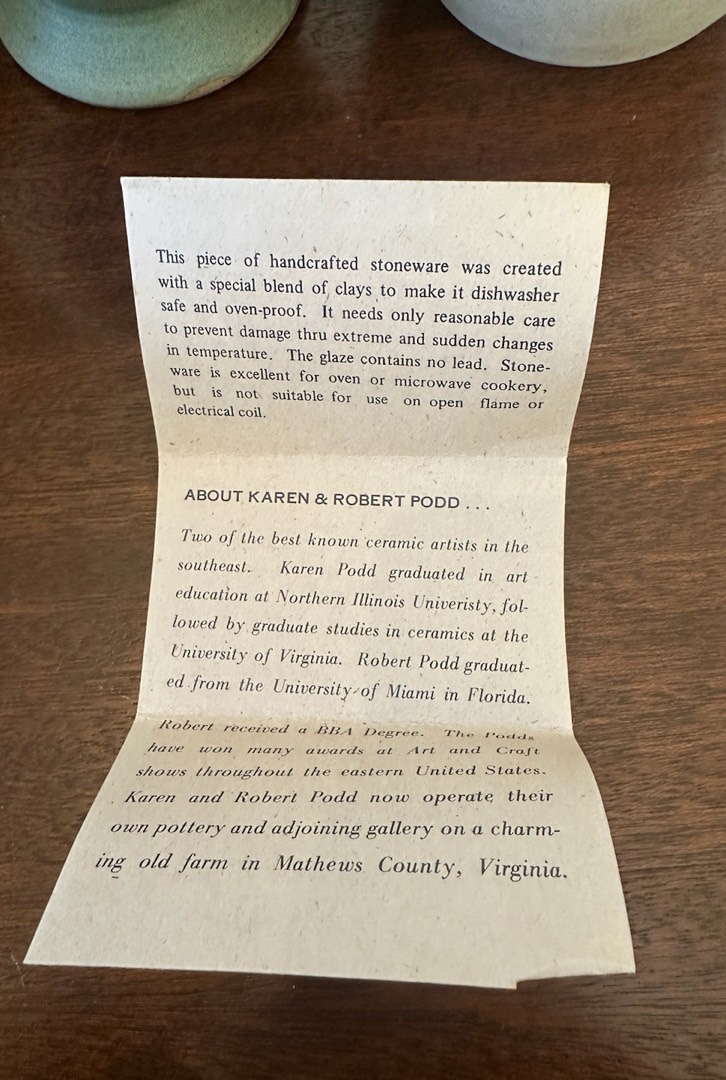 This piece of handcrafted stoneware was created
with a special blend of clays to make it dishwasher
safe and oven-proof. It needs only reasonable care
to prevent damage thru extreme and sudden changes
in temperature. The glaze contains no lead. Stone-
ware is excellent for oven or microwave cookery,
but is not suitable for use on open flame or
electrical coil.
ABOUT KAREN & ROBERT PODD . . .
Two of the best known ceramic artists in the
southeast. Karen Podd graduated in art
education at Northern Illinois Univeristy, fol-
lowed by graduate studies in ceramics at the
University of Virginia. Robert Podd graduat-
ed from the University of Miami in Florida.
Robert received a BBA Degree. The Podds
have won many awards at Art and Craft
shows throughout the eastern United States.
Karen and Robert Podd now operate their
own pottery and adjoining gallery on a charm-
ing old farm in Mathews County, Virginia.